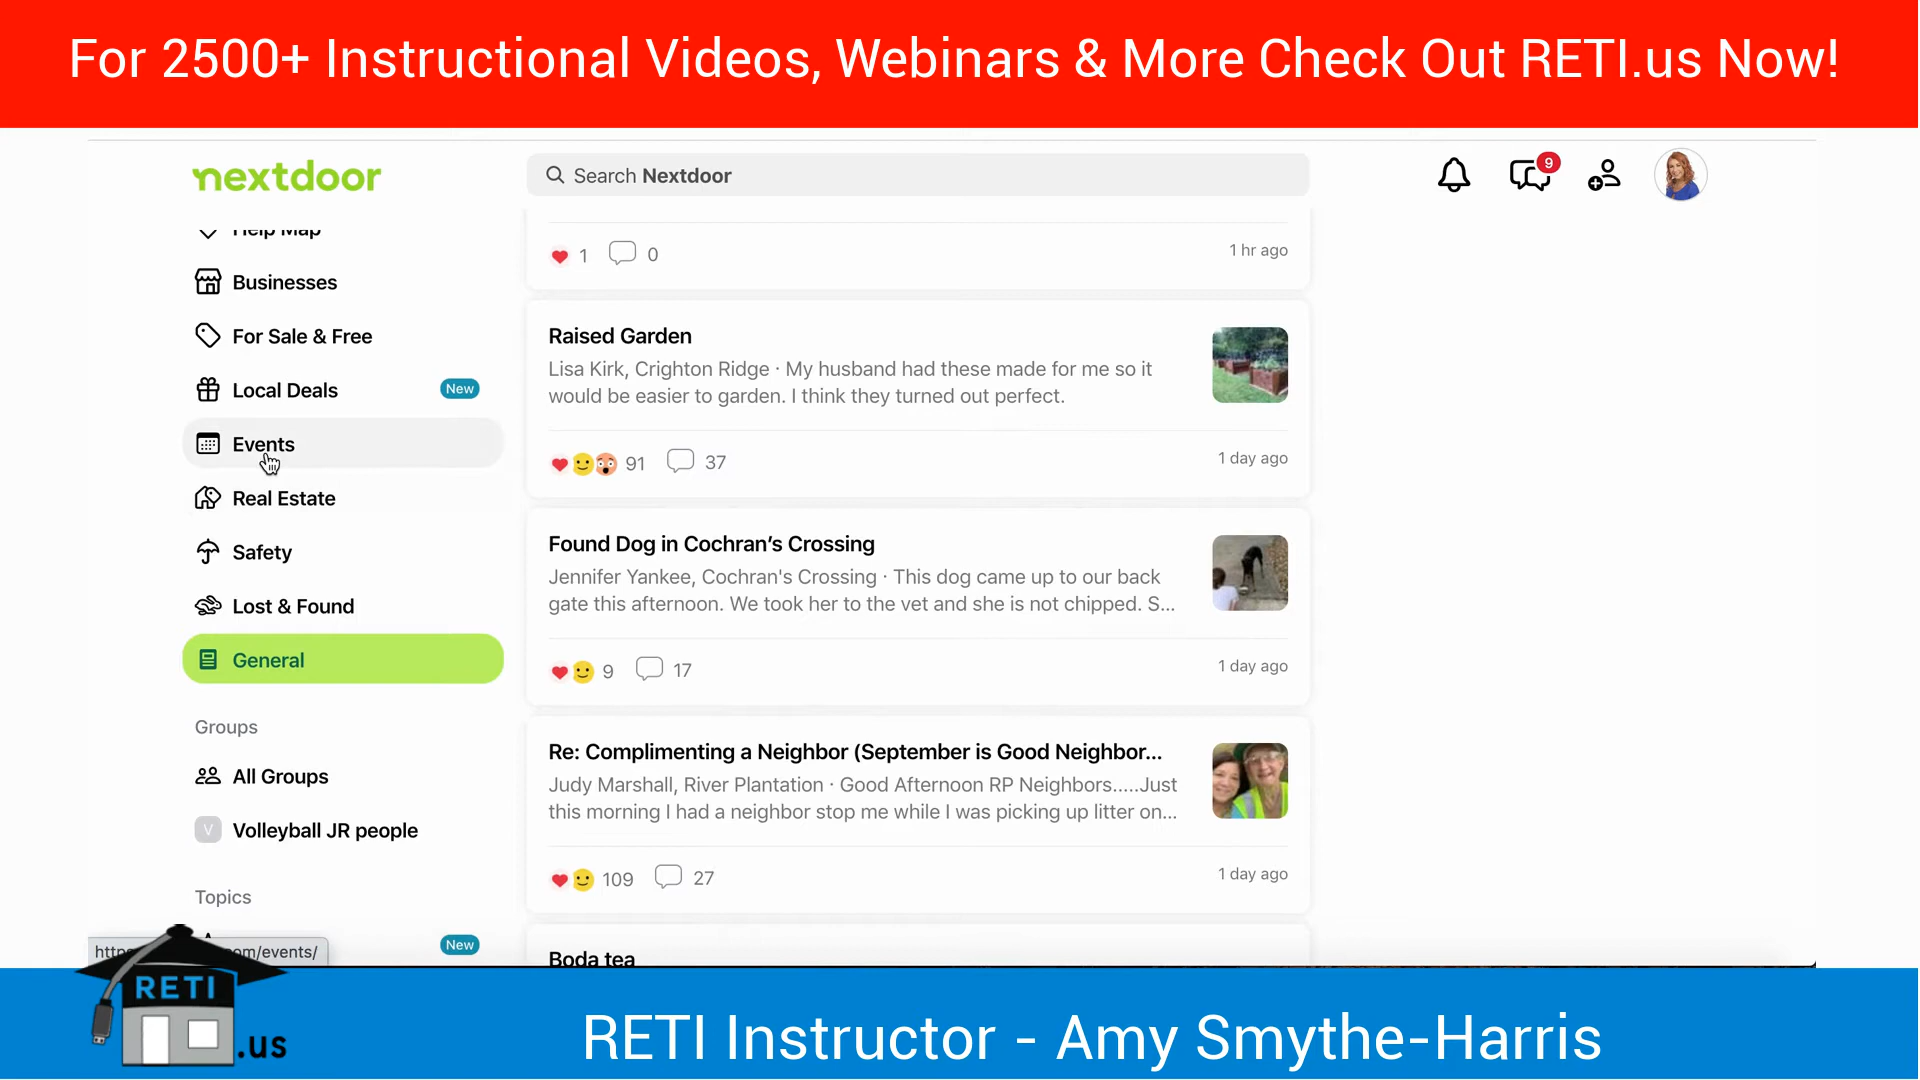 For 2500+ Instructional Videos, Webinars & More Check Out RETI.us Now!
nextdoor
Search Nextdoor
9
Help Map
Businesses
For Sale & Free
Local Deals
New
Events
Real Estate
Safety
Lost & Found
General
Groups
All Groups
V
Volleyball JR people
Topics
New
1
0
1 hr ago
Raised Garden
Lisa Kirk, Crighton Ridge · My husband had these made for me so it
would be easier to garden. I think they turned out perfect.
91
37
1 day ago
Found Dog in Cochran’s Crossing
Jennifer Yankee, Cochran's Crossing · This dog came up to our back
gate this afternoon. We took her to the vet and she is not chipped. S...
9
17
1 day ago
Re: Complimenting a Neighbor (September is Good Neighbor...
Judy Marshall, River Plantation · Good Afternoon RP Neighbors.....Just
this morning I had a neighbor stop me while I was picking up litter on...
109
27
1 day ago
Boda tea
om/events/
RETI
.us
RETI Instructor - Amy Smythe-Harris